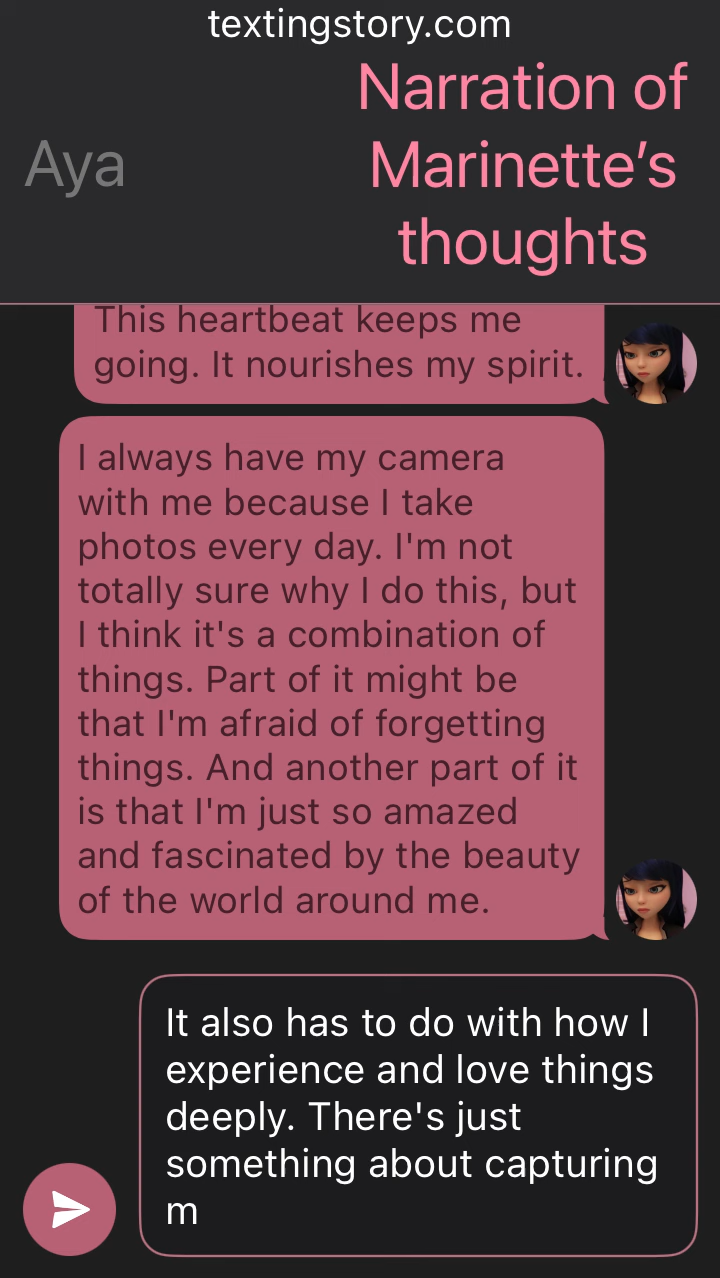 textingstory.com
Narration of
Aya
Marinette’s
thoughts
This heartbeat keeps me
going. It nourishes my spirit.
I always have my camera
with me because I take
photos every day. I'm not
totally sure why I do this, but
I think it's a combination of
things. Part of it might be
that I'm afraid of forgetting
things. And another part of it
is that I'm just so amazed
and fascinated by the beauty
of the world around me.
It also has to do with how I
experience and love things
deeply. There's just
something about capturing
m